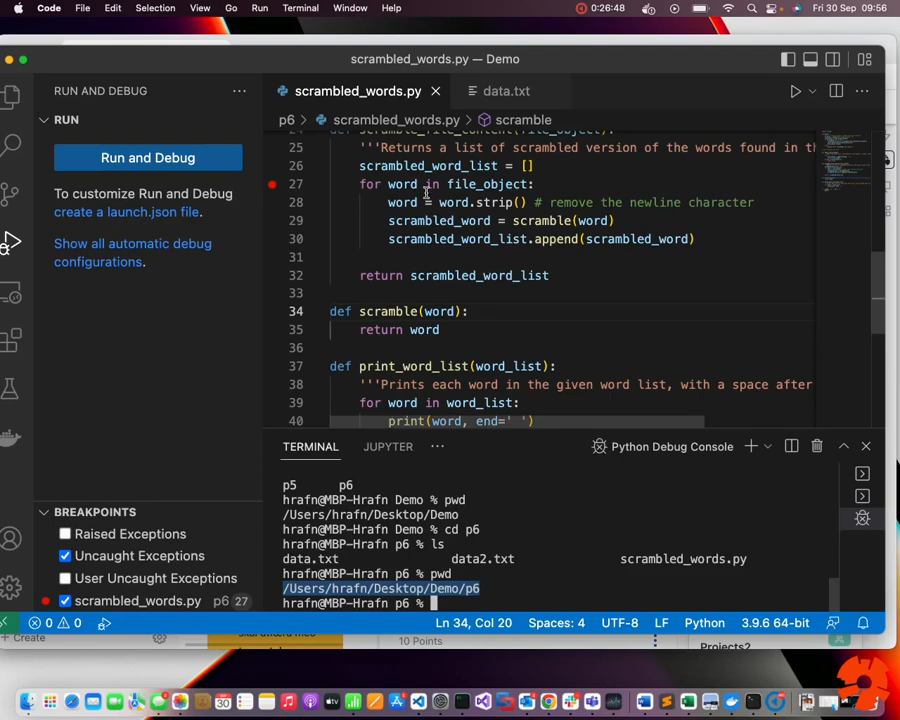 Code File Edit Selection View Go Run Terminal Window Help 0:26:48 Fri 30 Sep 09:56
scrambled_words.py — Demo
RUN AND DEBUG ··· scrambled_words.py data.txt
RUN p6 > scrambled_words.py > scramble
Run and Debug
To customize Run and Debug
create a launch.json file.
Show all automatic debug
configurations.
24 def scramble_file_content(file_object):
25 '''Returns a list of scrambled version of the words found in th
26 scrambled_word_list = []
27 for word in file_object:
28 word = word.strip() # remove the newline character
29 scrambled_word = scramble(word)
30 scrambled_word_list.append(scrambled_word)
31
32 return scrambled_word_list
33
34 def scramble(word):
35 return word
36
37 def print_word_list(word_list):
38 '''Prints each word in the given word list, with a space after
39 for word in word_list:
40 print(word, end=' ')
TERMINAL JUPYTER ··· Python Debug Console
p5 p6
hrafn@MBP-Hrafn Demo % pwd
/Users/hrafn/Desktop/Demo
hrafn@MBP-Hrafn Demo % cd p6
hrafn@MBP-Hrafn p6 % ls
data.txt data2.txt scrambled_words.py
hrafn@MBP-Hrafn p6 % pwd
/Users/hrafn/Desktop/Demo/p6
hrafn@MBP-Hrafn p6 %
BREAKPOINTS
Raised Exceptions
Uncaught Exceptions
User Uncaught Exceptions
scrambled_words.py p6 27
0 0 Ln 34, Col 20 Spaces: 4 UTF-8 LF Python 3.9.6 64-bit
Create 10 Points Projects?
30